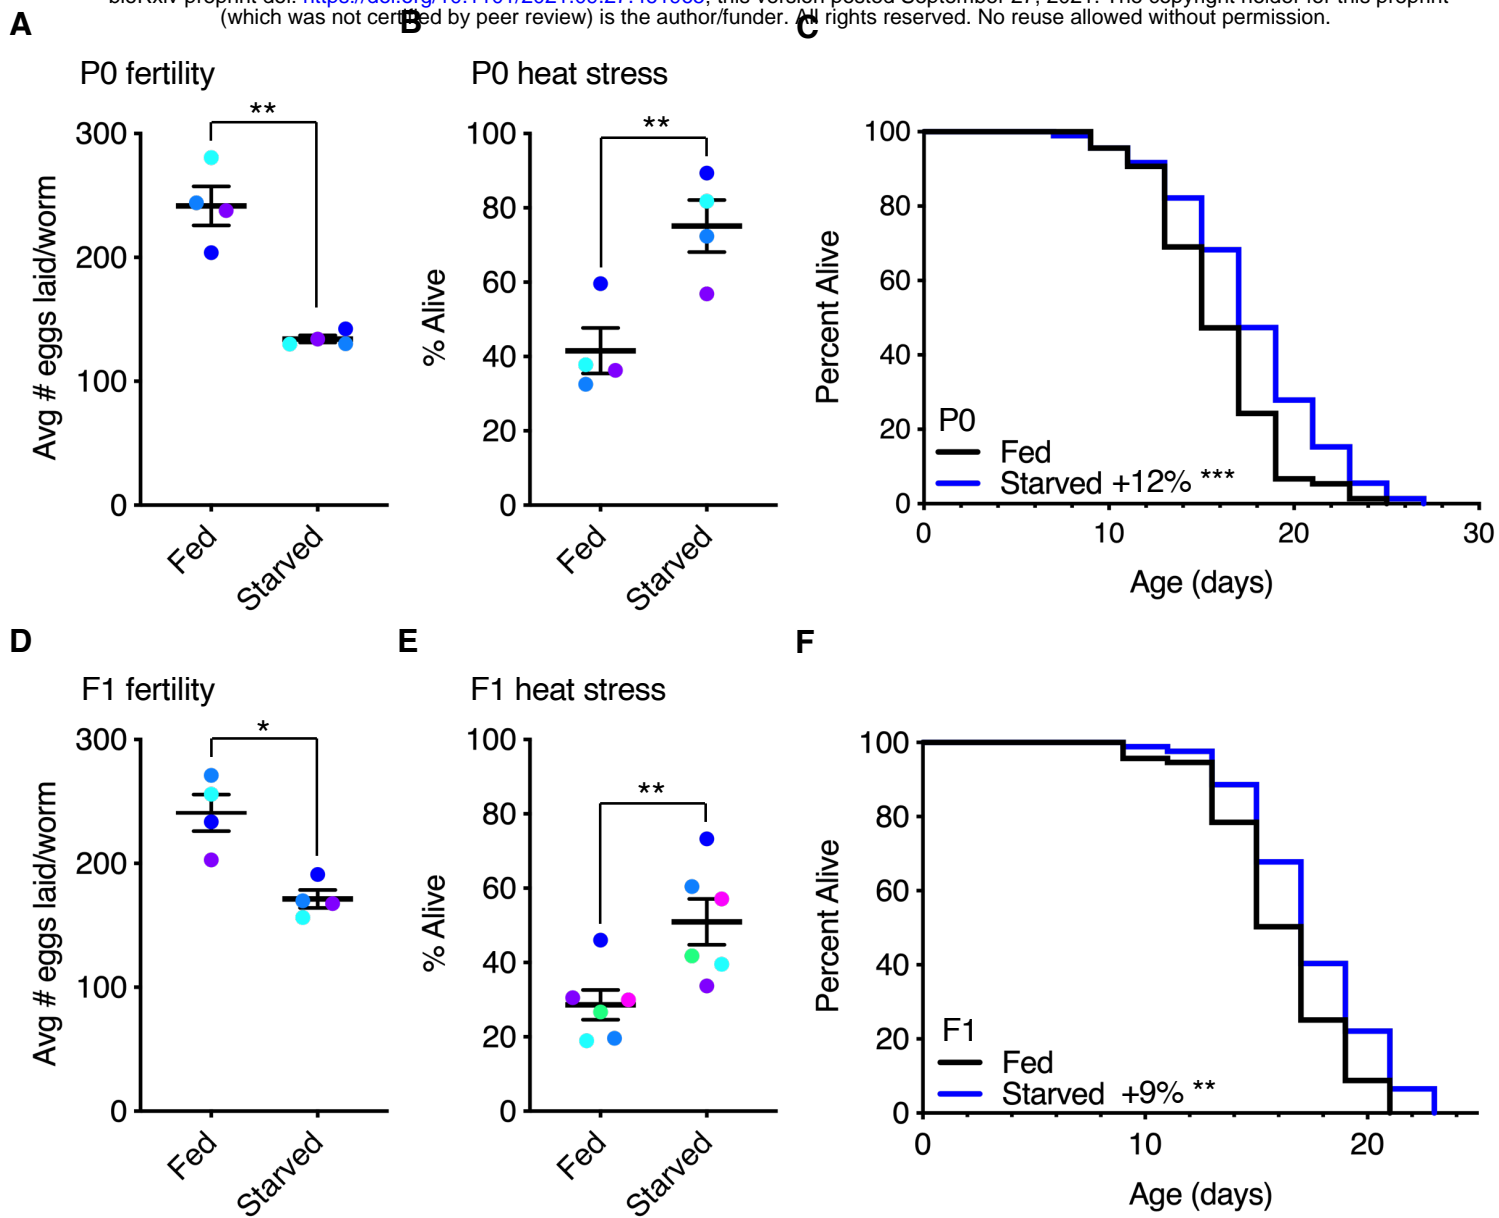 (which was not certified by peer review) is the author/funder. All rights reserved. No reuse allowed without permission.
A
B
C
P0 fertility
**
300
200
100
0
Avg # eggs laid/worm
Fed
Starved
P0 heat stress
**
100
80
60
40
20
0
% Alive
Fed
Starved
100
80
60
40
20
0
Percent Alive
P0
Fed
Starved +12% ***
0
10
20
30
Age (days)
D
E
F
F1 fertility
*
300
200
100
0
Avg # eggs laid/worm
Fed
Starved
F1 heat stress
**
100
80
60
40
20
0
% Alive
Fed
Starved
100
80
60
40
20
0
Percent Alive
F1
Fed
Starved +9% **
0
10
20
Age (days)